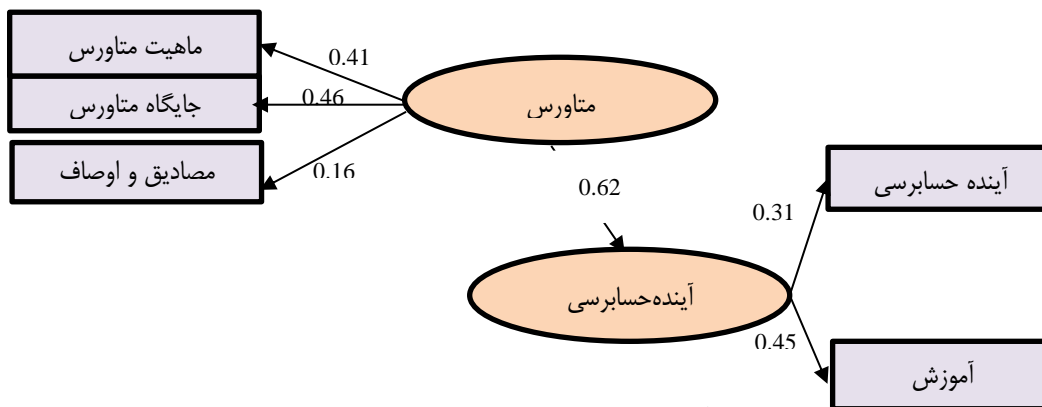 ماهیت متاورس
0.41
متاورس
جایگاه متاورس
0.46
مصادیق و اوصاف
0.16
0.62
آینده حسابرسی
0.31
آینده‌حسابرسی
0.45
آموزش